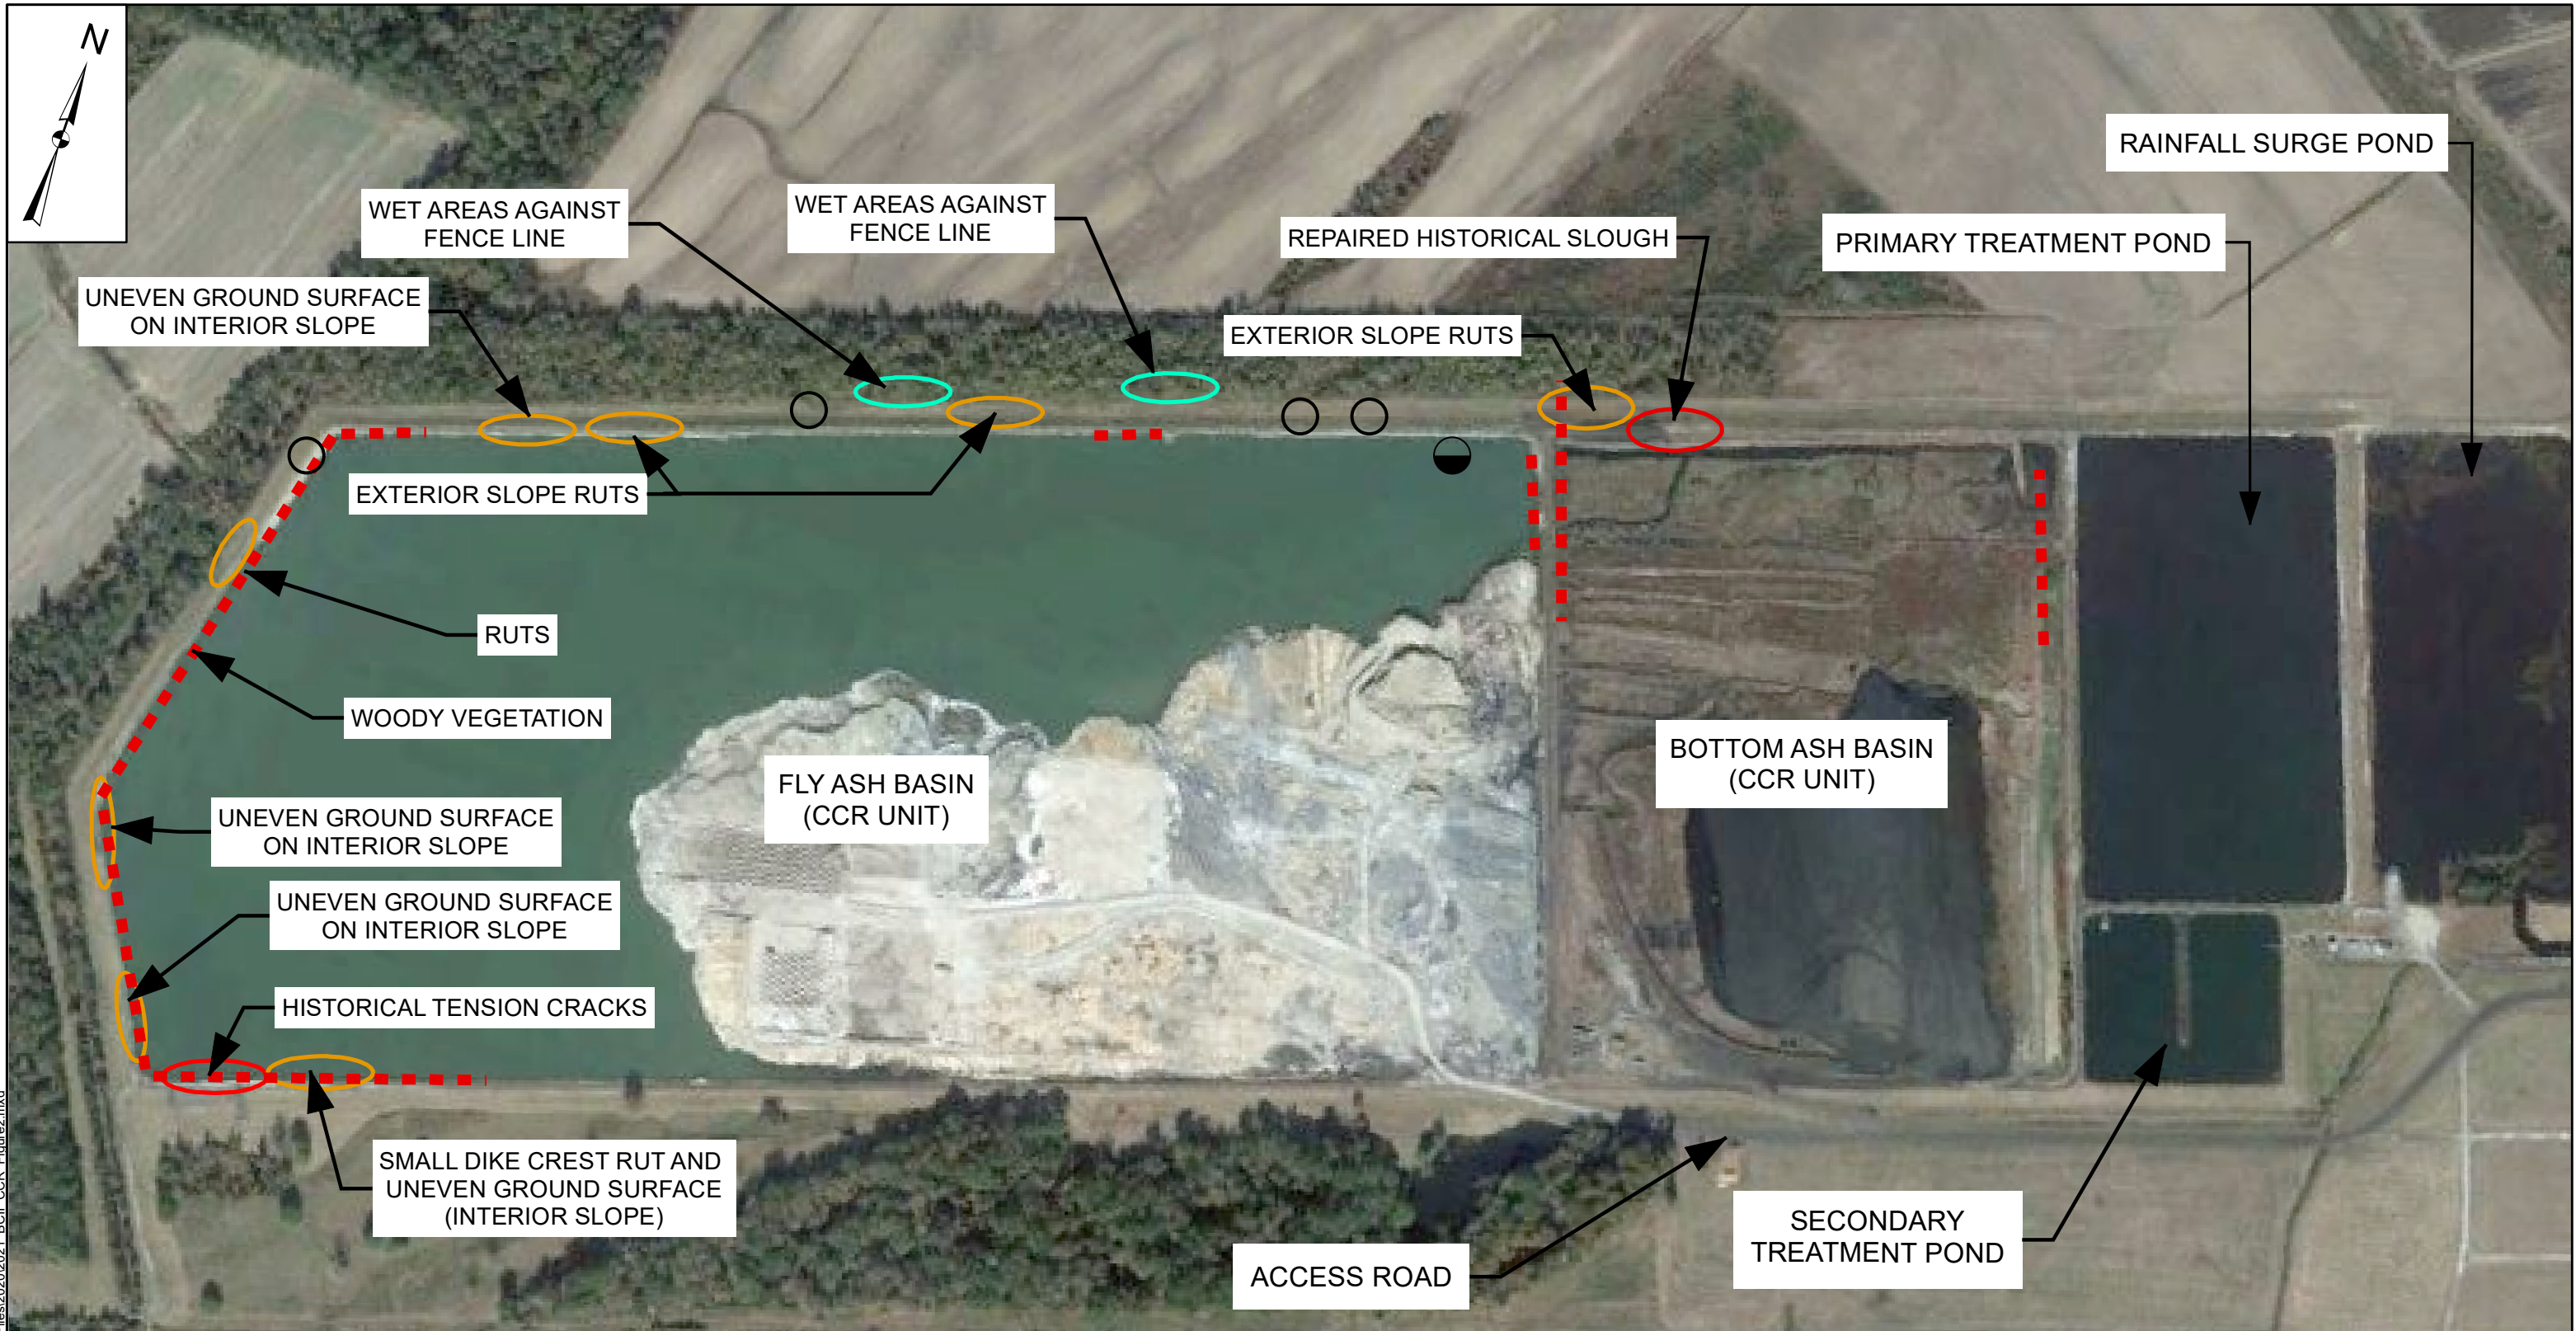 N
RAINFALL SURGE POND
WET AREAS AGAINST
FENCE LINE
WET AREAS AGAINST
FENCE LINE
REPAIRED HISTORICAL SLOUGH
PRIMARY TREATMENT POND
UNEVEN GROUND SURFACE
ON INTERIOR SLOPE
EXTERIOR SLOPE RUTS
EXTERIOR SLOPE RUTS
RUTS
WOODY VEGETATION
FLY ASH BASIN
(CCR UNIT)
BOTTOM ASH BASIN
(CCR UNIT)
UNEVEN GROUND SURFACE
ON INTERIOR SLOPE
UNEVEN GROUND SURFACE
ON INTERIOR SLOPE
HISTORICAL TENSION CRACKS
SMALL DIKE CREST RUT AND
UNEVEN GROUND SURFACE
(INTERIOR SLOPE)
SECONDARY
TREATMENT POND
ACCESS ROAD